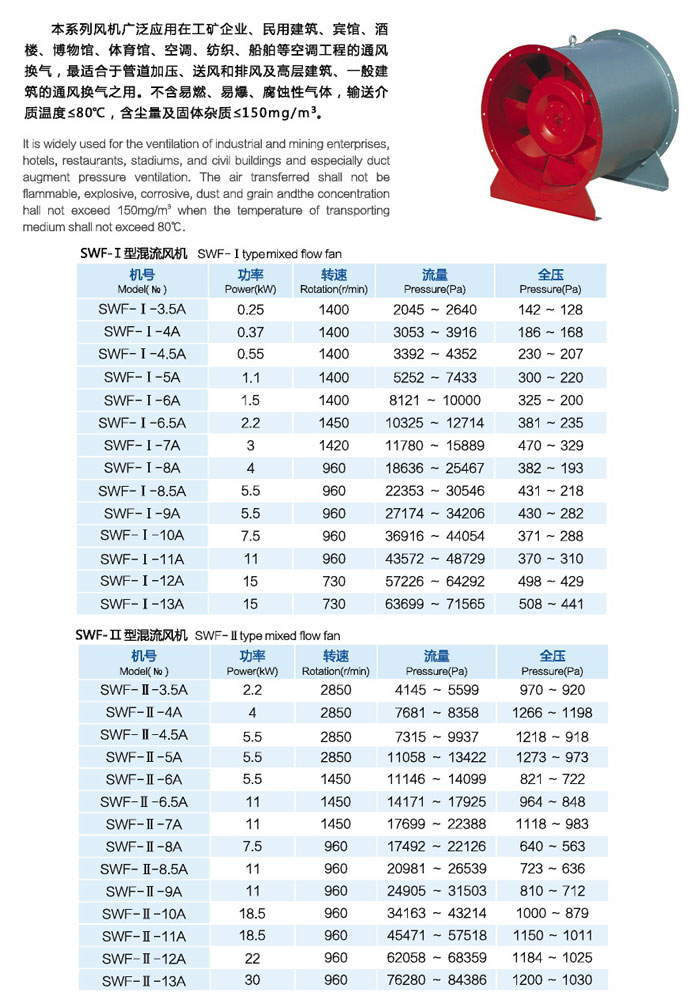 本系列风机广泛应用在工矿企业、民用建筑、宾馆、酒
楼、博物馆、体育馆、空调、纺织、船舶等空调工程的通风
换气，最适合于管道加压、送风和排风及高层建筑、一般建
筑的通风换气之用。不含易燃、易爆、腐蚀性气体，输送介
质温度≤80℃，含尘量及固体杂质≤150mg/m³。
It is widely used for the ventilation of industrial and mining enterprises,
hotels, restaurants, stadiums, and civil buildings and especially duct
augment pressure ventilation. The air transferred shall not be
flammable, explosive, corrosive, dust and grain andthe concentration
hall not exceed 150mg/m³ when the temperature of transporting
medium shall not exceed 80℃.
SWF-Ⅰ型混流风机 SWF-Ⅰtypemixed flow fan
机号 功率 转速 流量 全压
Model(№) Power(kW) Rotation(r/min) Pressure(Pa) Pressure(Pa)
SWF-Ⅰ-3.5A 0.25 1400 2045 ~ 2640 142 ~ 128
SWF-Ⅰ-4A 0.37 1400 3053 ~ 3916 186 ~ 168
SWF-Ⅰ-4.5A 0.55 1400 3392 ~ 4352 230 ~ 207
SWF-Ⅰ-5A 1.1 1400 5252 ~ 7433 300 ~ 220
SWF-Ⅰ-6A 1.5 1400 8121 ~ 10000 325 ~ 200
SWF-Ⅰ-6.5A 2.2 1450 10325 ~ 12714 381 ~ 235
SWF-Ⅰ-7A 3 1420 11780 ~ 15889 470 ~ 329
SWF-Ⅰ-8A 4 960 18636 ~ 25467 382 ~ 193
SWF-Ⅰ-8.5A 5.5 960 22353 ~ 30546 431 ~ 218
SWF-Ⅰ-9A 5.5 960 27174 ~ 34206 430 ~ 282
SWF-Ⅰ-10A 7.5 960 36916 ~ 44054 371 ~ 288
SWF-Ⅰ-11A 11 960 43572 ~ 48729 370 ~ 310
SWF-Ⅰ-12A 15 730 57226 ~ 64292 498 ~ 429
SWF-Ⅰ-13A 15 730 63699 ~ 71565 508 ~ 441
SWF-Ⅱ型混流风机 SWF-Ⅱtype mixed flow fan
机号 功率 转速 流量 全压
Model(№) Power(kW) Rotation(r/min) Pressure(Pa) Pressure(Pa)
SWF-Ⅱ-3.5A 2.2 2850 4145 ~ 5599 970 ~ 920
SWF-Ⅱ-4A 4 2850 7681 ~ 8358 1266 ~ 1198
SWF-Ⅱ-4.5A 5.5 2850 7315 ~ 9937 1218 ~ 918
SWF-Ⅱ-5A 5.5 2850 11058 ~ 13422 1273 ~ 973
SWF-Ⅱ-6A 5.5 1450 11146 ~ 14099 821 ~ 722
SWF-Ⅱ-6.5A 11 1450 14171 ~ 17925 964 ~ 848
SWF-Ⅱ-7A 11 1450 17699 ~ 22388 1118 ~ 983
SWF-Ⅱ-8A 7.5 960 17492 ~ 22126 640 ~ 563
SWF-Ⅱ-8.5A 11 960 20981 ~ 26539 723 ~ 636
SWF-Ⅱ-9A 11 960 24905 ~ 31503 810 ~ 712
SWF-Ⅱ-10A 18.5 960 34163 ~ 43214 1000 ~ 879
SWF-Ⅱ-11A 18.5 960 45471 ~ 57518 1150 ~ 1011
SWF-Ⅱ-12A 22 960 62058 ~ 68359 1184 ~ 1025
SWF-Ⅱ-13A 30 960 76280 ~ 84386 1200 ~ 1030